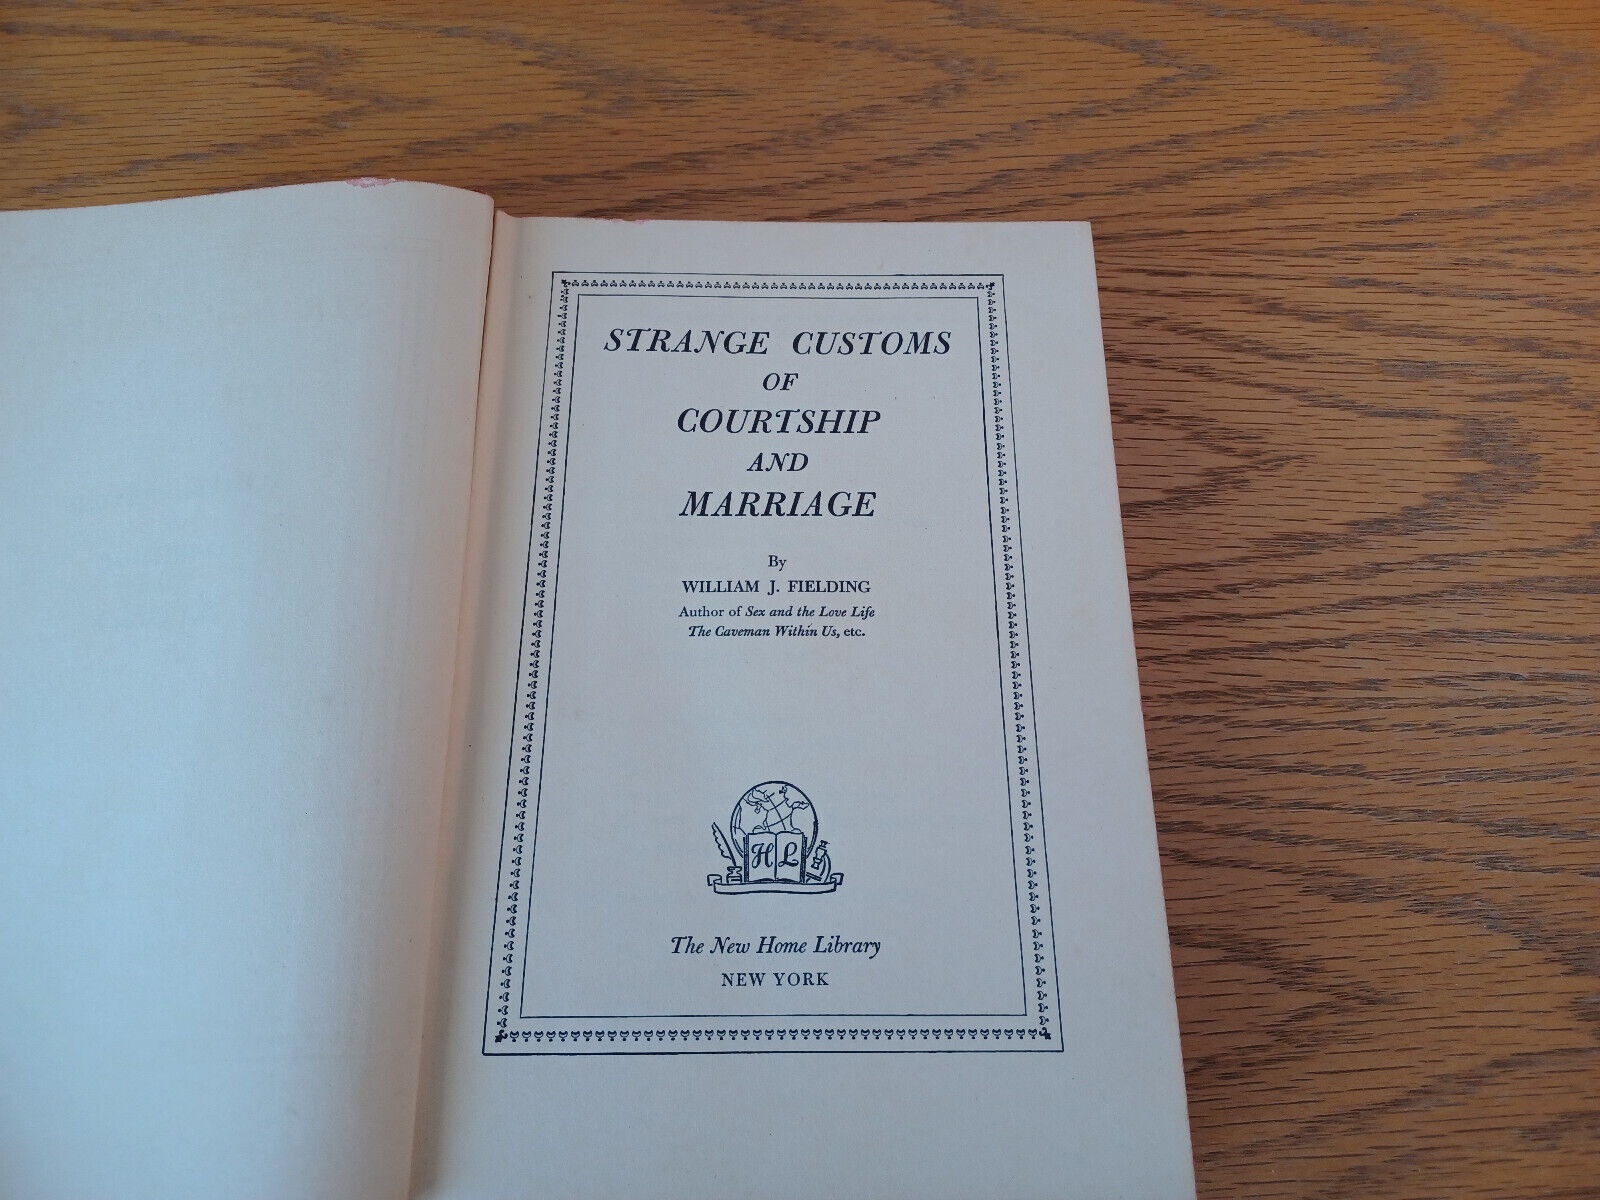 STRANGE CUSTOMS
OF
COURTSHIP
AND
MARRIAGE
By
WILLIAM J. FIELDING
Author of Sex and the Love Life
The Caveman Within Us, etc.
H L
The New Home Library
NEW YORK